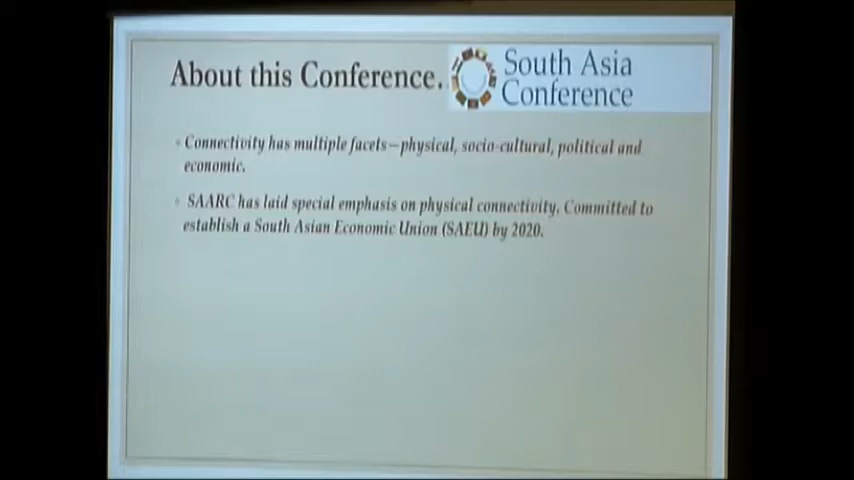 About this Conference.
South Asia
Conference
Connectivity has multiple facets—physical, socio-cultural, political and
economic.
SAARC has laid special emphasis on physical connectivity. Committed to
establish a South Asian Economic Union (SAEU) by 2020.